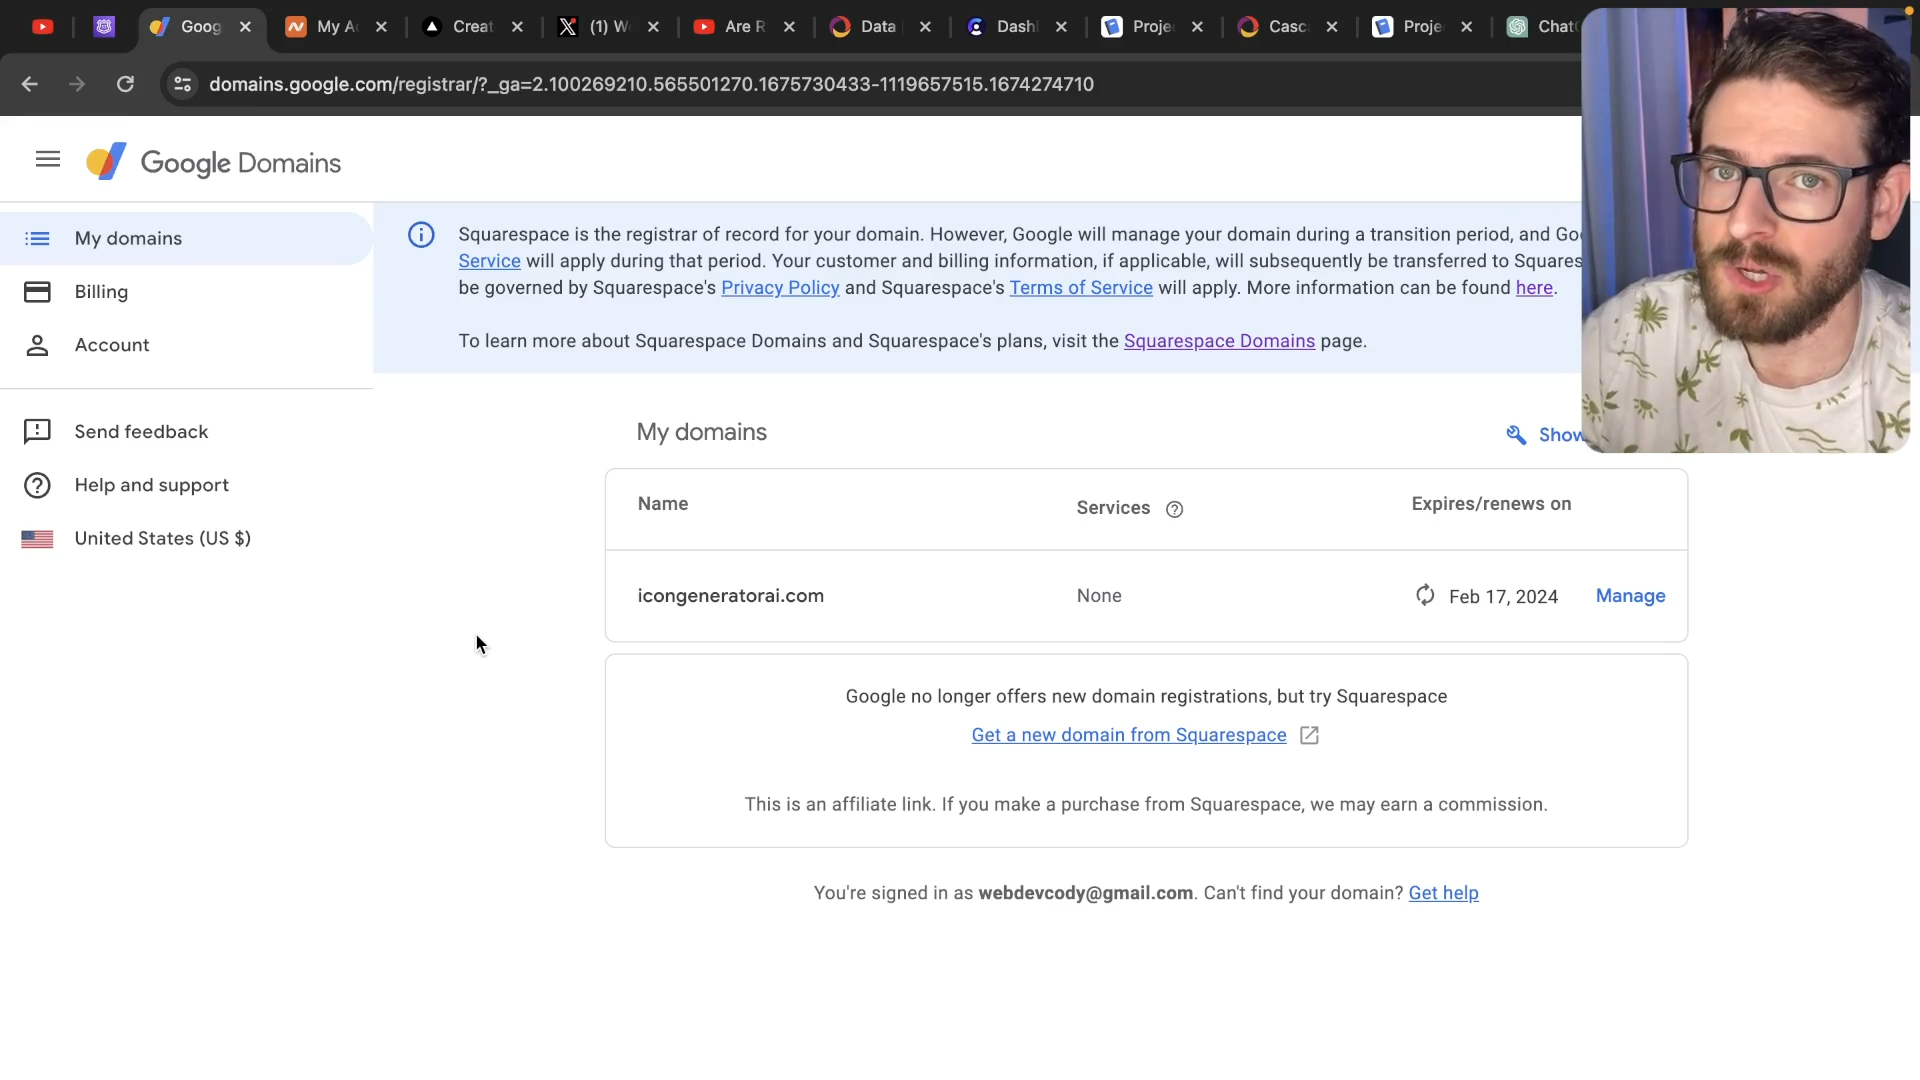 Goog
My A
Creat
(1) W
Are R
Data
Dash
Proje
Casc
Proje
Chat
domains.google.com/registrar/?_ga=2.100269210.565501270.1675730433-1119657515.1674274710
Google Domains
My domains
Billing
Account
Send feedback
Help and support
United States (US $)
Squarespace is the registrar of record for your domain. However, Google will manage your domain during a transition period, and Go
Service will apply during that period. Your customer and billing information, if applicable, will subsequently be transferred to Squares
be governed by Squarespace's Privacy Policy and Squarespace's Terms of Service will apply. More information can be found here.
To learn more about Squarespace Domains and Squarespace's plans, visit the Squarespace Domains page.
My domains
Show
Name Services Expires/renews on
icongeneratorai.com None Feb 17, 2024 Manage
Google no longer offers new domain registrations, but try Squarespace
Get a new domain from Squarespace
This is an affiliate link. If you make a purchase from Squarespace, we may earn a commission.
You're signed in as webdevcody@gmail.com. Can't find your domain? Get help